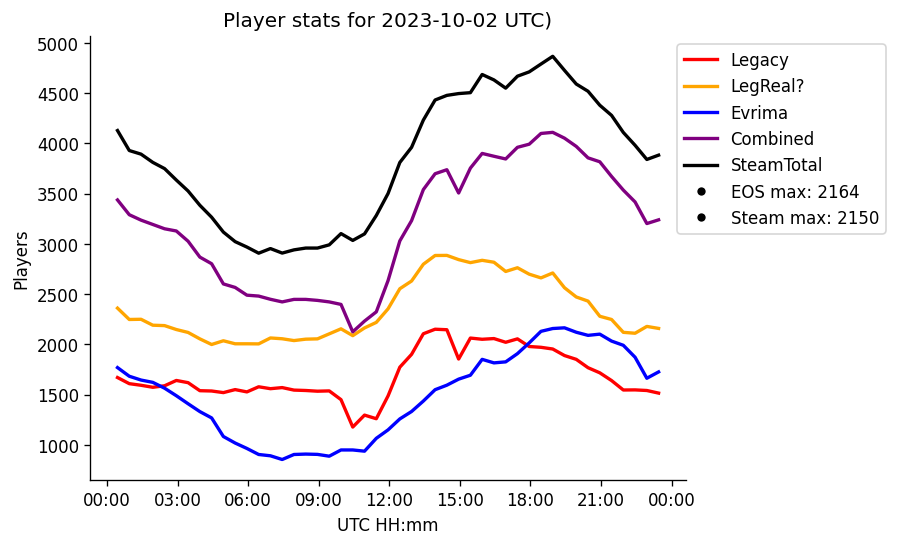 Player stats for 2023-10-02 UTC)
5000
4500
4000
3500
3000
2500
2000
1500
1000
Players
00:00 03:00 06:00 09:00 12:00 15:00 18:00 21:00 00:00
UTC HH:mm
Legacy
LegReal?
Evrima
Combined
SteamTotal
EOS max: 2164
Steam max: 2150